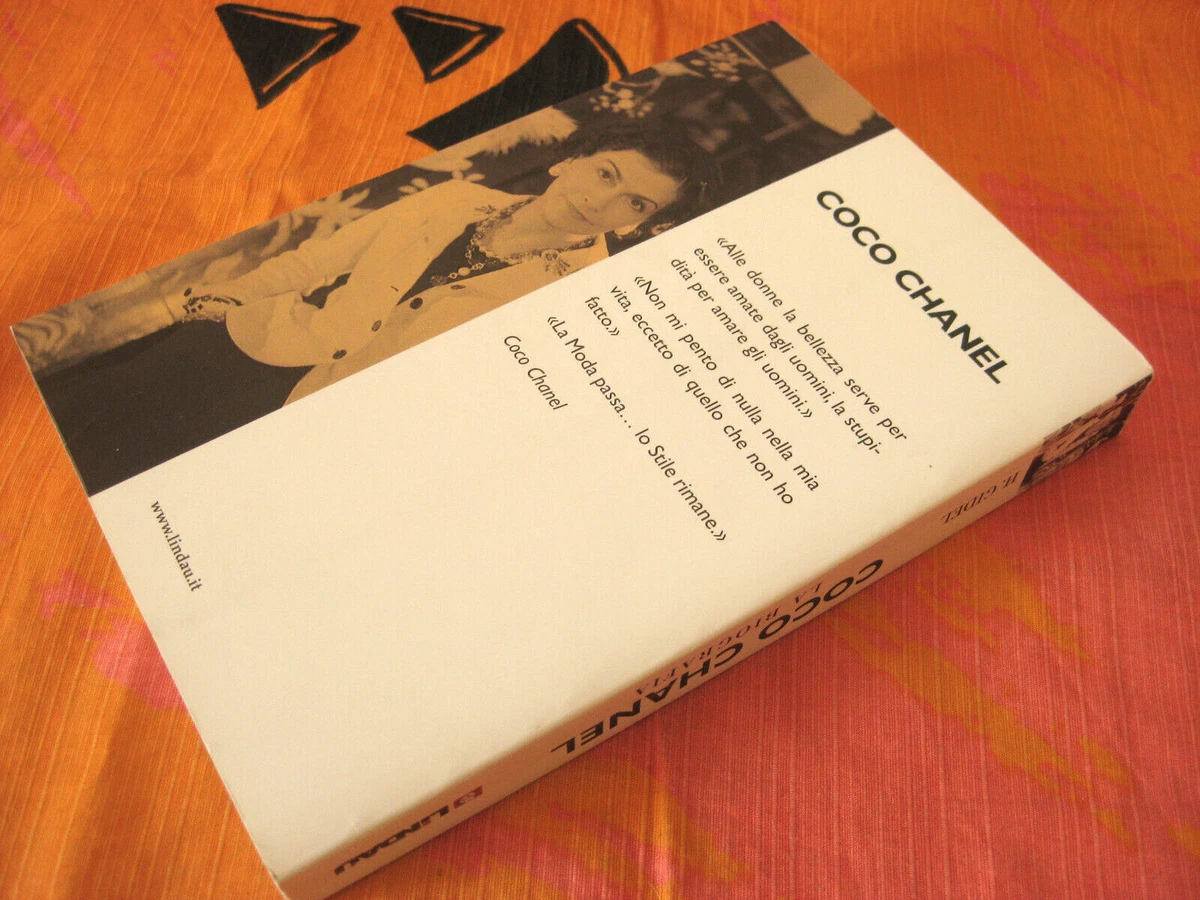 COCO CHANEL
«Alle donne la bellezza serve per
essere amate dagli uomini, la stupi-
dità per amare gli uomini.»
«Non mi pento di nulla nella mia
vita, eccetto di quello che non ho
fatto.»
«La Moda passa... lo Stile rimane.»
Coco Chanel
www.lindau.it
H. GIDEL
COCO CHANEL
LA BIOGRAFIA
LINDAU